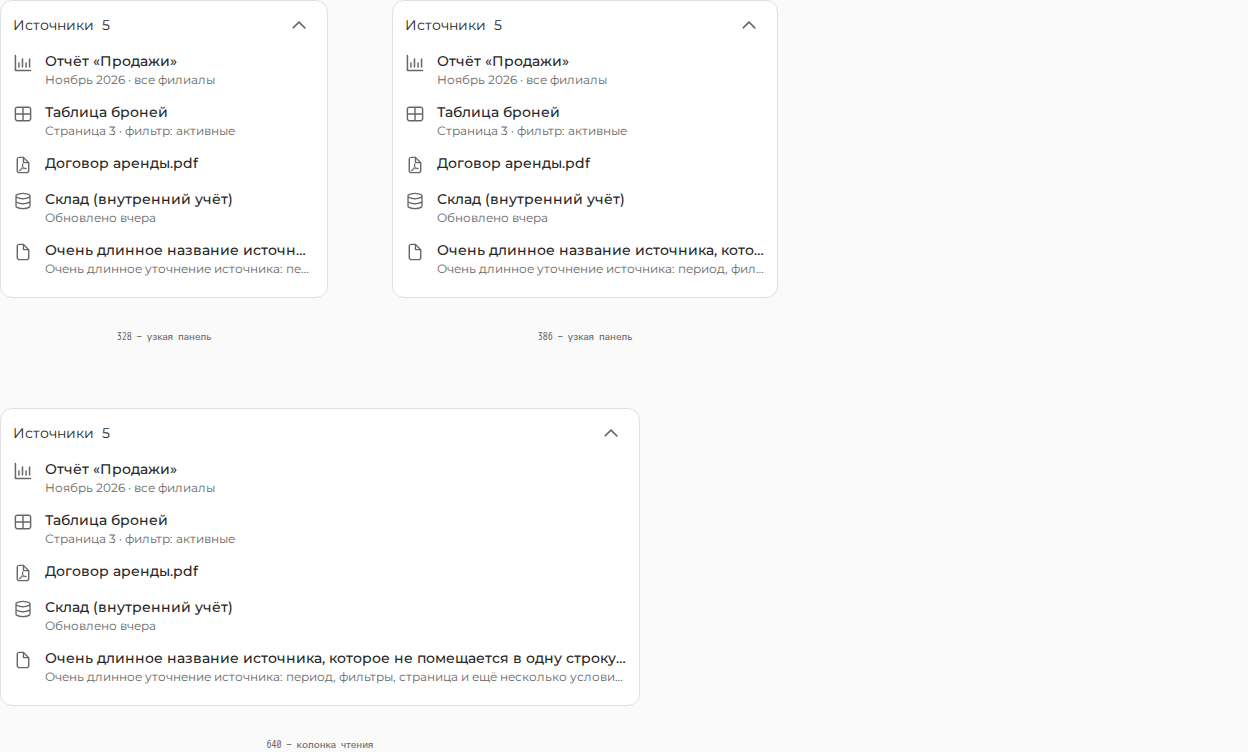 Источники 5
Отчёт «Продажи»
Ноябрь 2026 · все филиалы
Таблица броней
Страница 3 · фильтр: активные
Договор аренды.pdf
Склад (внутренний учёт)
Обновлено вчера
Очень длинное название источн...
Очень длинное уточнение источника: пе...
328 — узкая панель
Источники 5
Отчёт «Продажи»
Ноябрь 2026 · все филиалы
Таблица броней
Страница 3 · фильтр: активные
Договор аренды.pdf
Склад (внутренний учёт)
Обновлено вчера
Очень длинное название источника, кото...
Очень длинное уточнение источника: период, фил...
386 — узкая панель
Источники 5
Отчёт «Продажи»
Ноябрь 2026 · все филиалы
Таблица броней
Страница 3 · фильтр: активные
Договор аренды.pdf
Склад (внутренний учёт)
Обновлено вчера
Очень длинное название источника, которое не помещается в одну строку...
Очень длинное уточнение источника: период, фильтры, страница и ещё несколько услови...
640 — колонка чтения